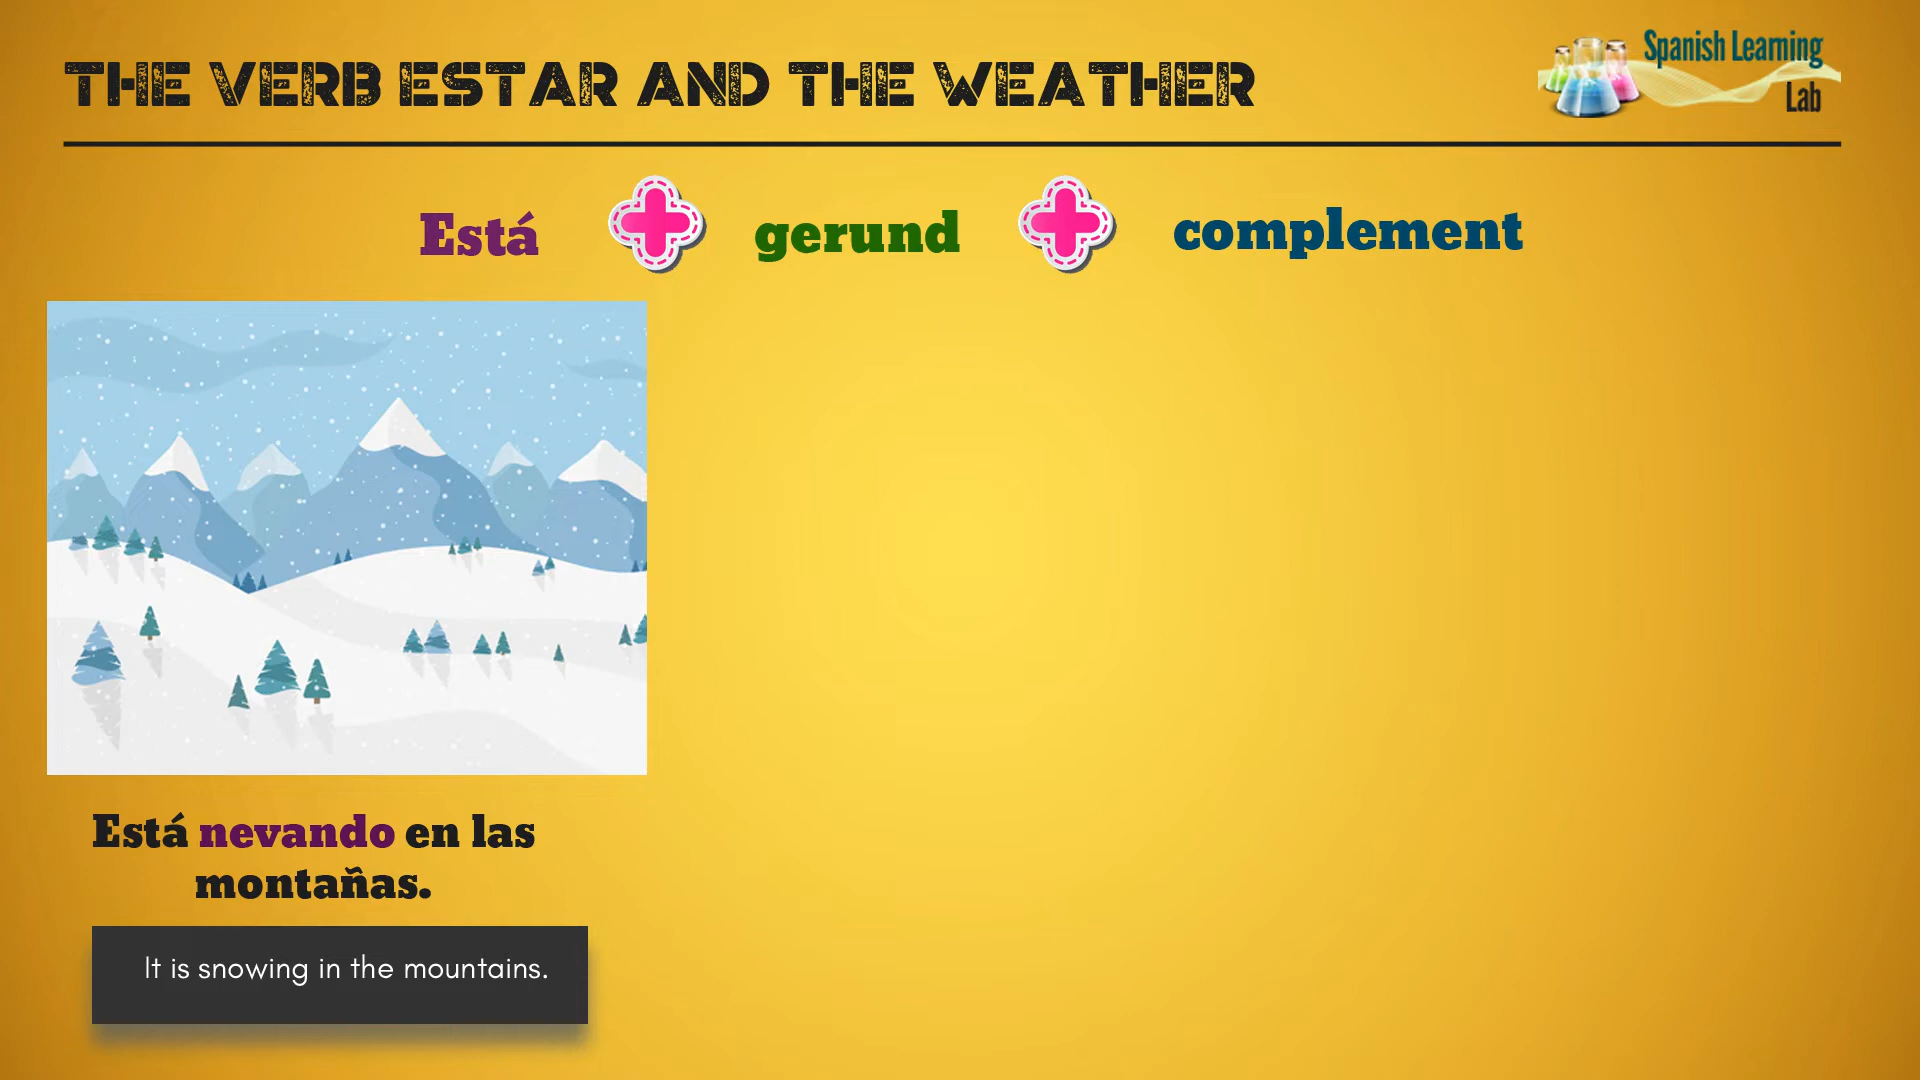 THE VERB ESTAR AND THE WEATHER
Spanish Learning
Lab
Está gerund complement
Está nevando en las
montañas.
It is snowing in the mountains.